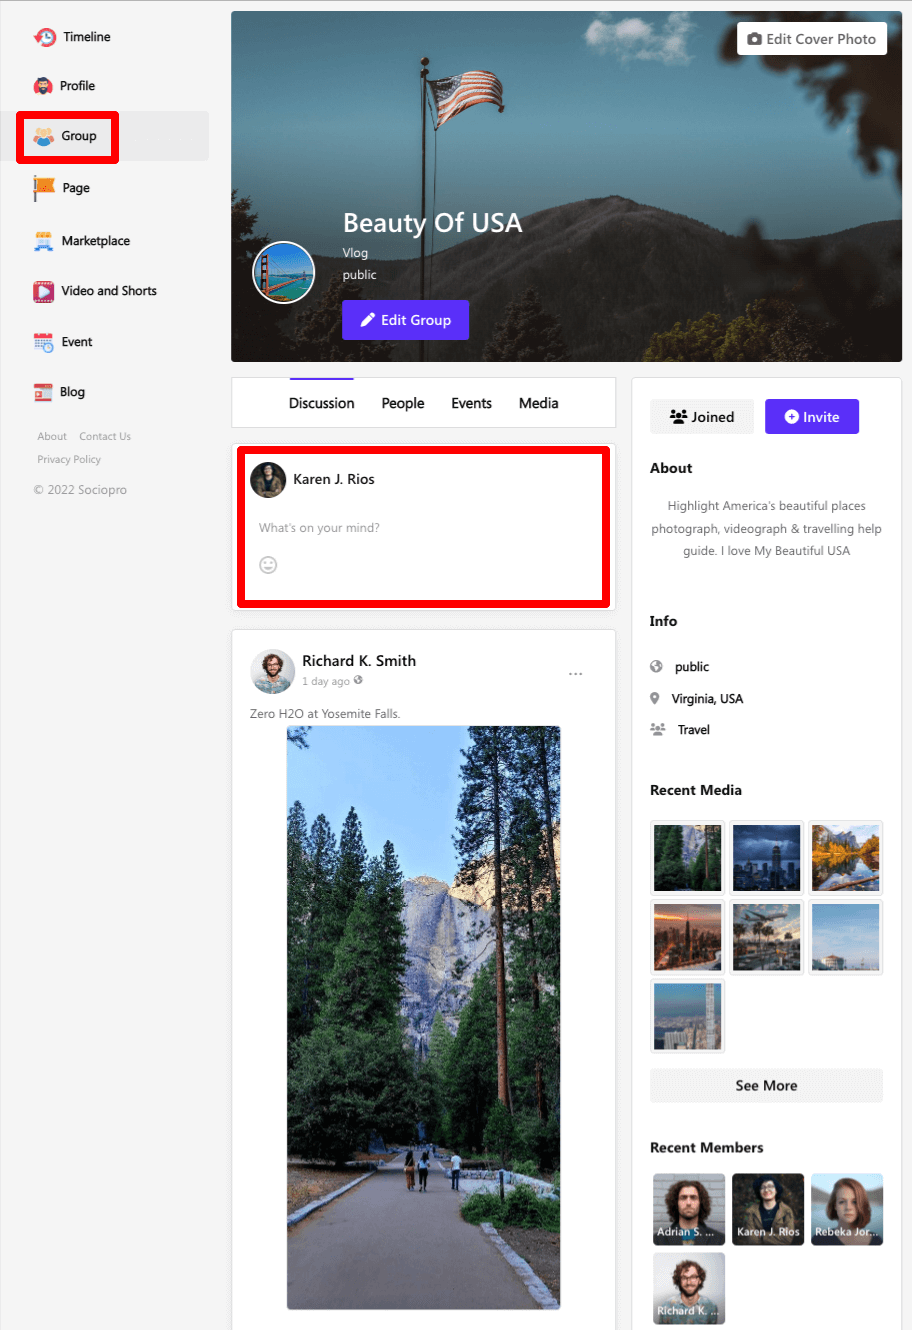 Timeline
Profile
Group
Page
Marketplace
Video and Shorts
Event
Blog
About Contact Us
Privacy Policy
© 2022 Sociopro
Edit Cover Photo
Beauty Of USA
Vlog
public
Edit Group
Discussion People Events Media
Karen J. Rios
What's on your mind?
Richard K. Smith
1 day ago
Zero H2O at Yosemite Falls.
Joined Invite
About
Highlight America's beautiful places
photograph, videograph & travelling help
guide. I love My Beautiful USA
Info
public
Virginia, USA
Travel
Recent Media
See More
Recent Members
Adrian S. ... Karen J. Rios Rebeka Jor...
Richard K. ...